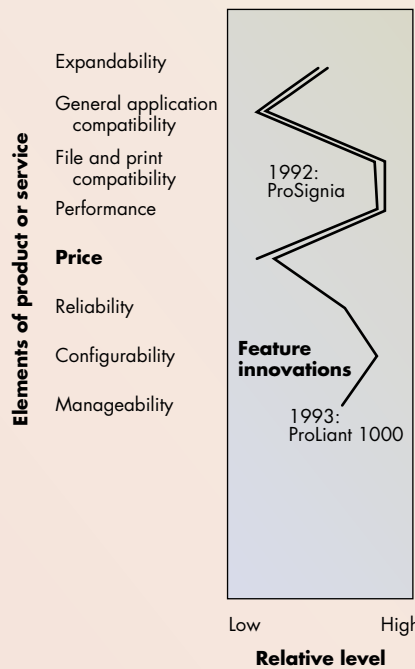 Elements of product or service
Expandability
General application
compatibility
File and print
compatibility
Performance
Price
Reliability
Configurability
Manageability
1992:
ProSignia
Feature
innovations
1993:
ProLiant 1000
Low
High
Relative level